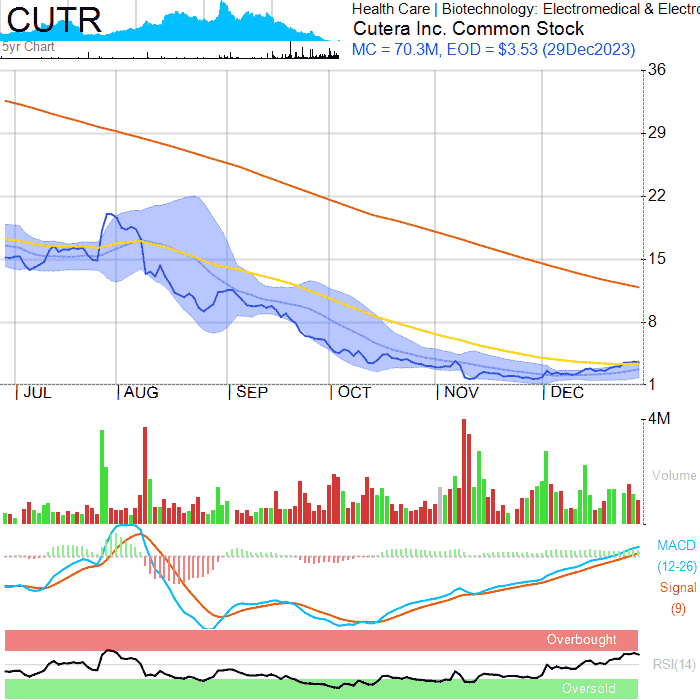 CUTR
5yr Chart
Health Care | Biotechnology: Electromedical & Electro
Cutera Inc. Common Stock
MC = 70.3M, EOD = $3.53 (29Dec2023)
36
29
22
15
8
1
JUL AUG SEP OCT NOV DEC
4M
Volume
MACD
(12-26)
Signal
(9)
Overbought
RSI(14)
Oversold